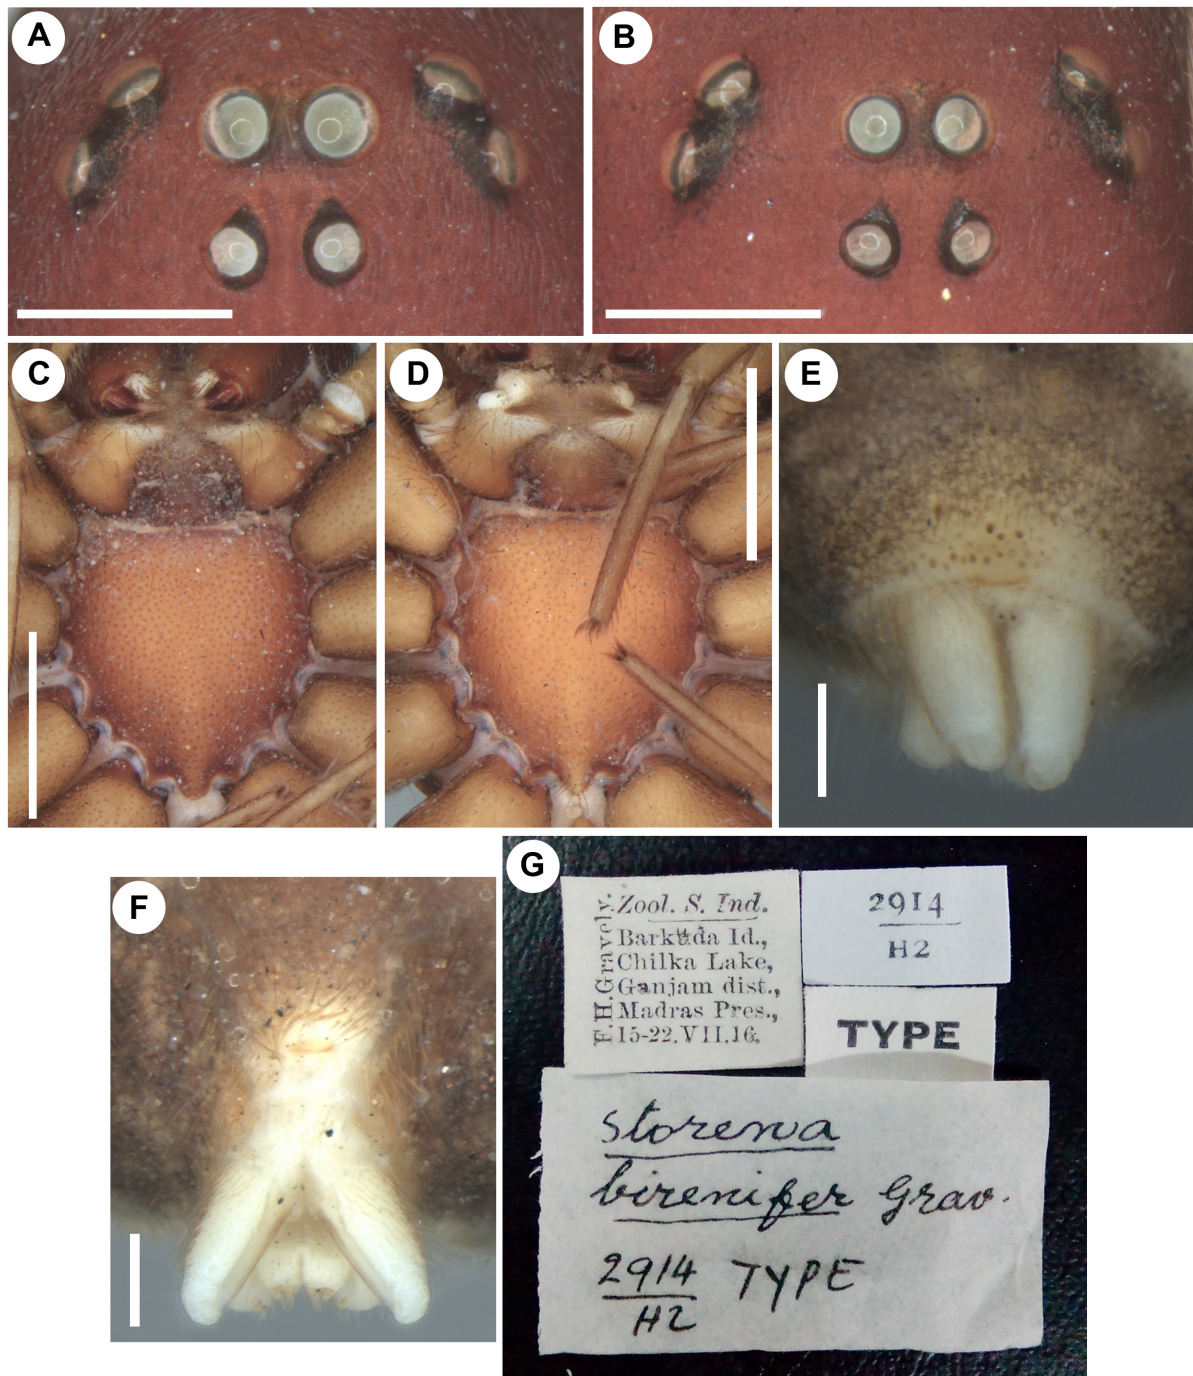 A
B
C
D
E
F
G
F.H.Gravely.
Zool. S. Ind.
Barkuda Id.,
Chilka Lake,
Ganjam dist.,
Madras Pres.,
15-22.VII.16.
2914
H2
TYPE
Storena
birenifer Grav.
2914 TYPE
H2